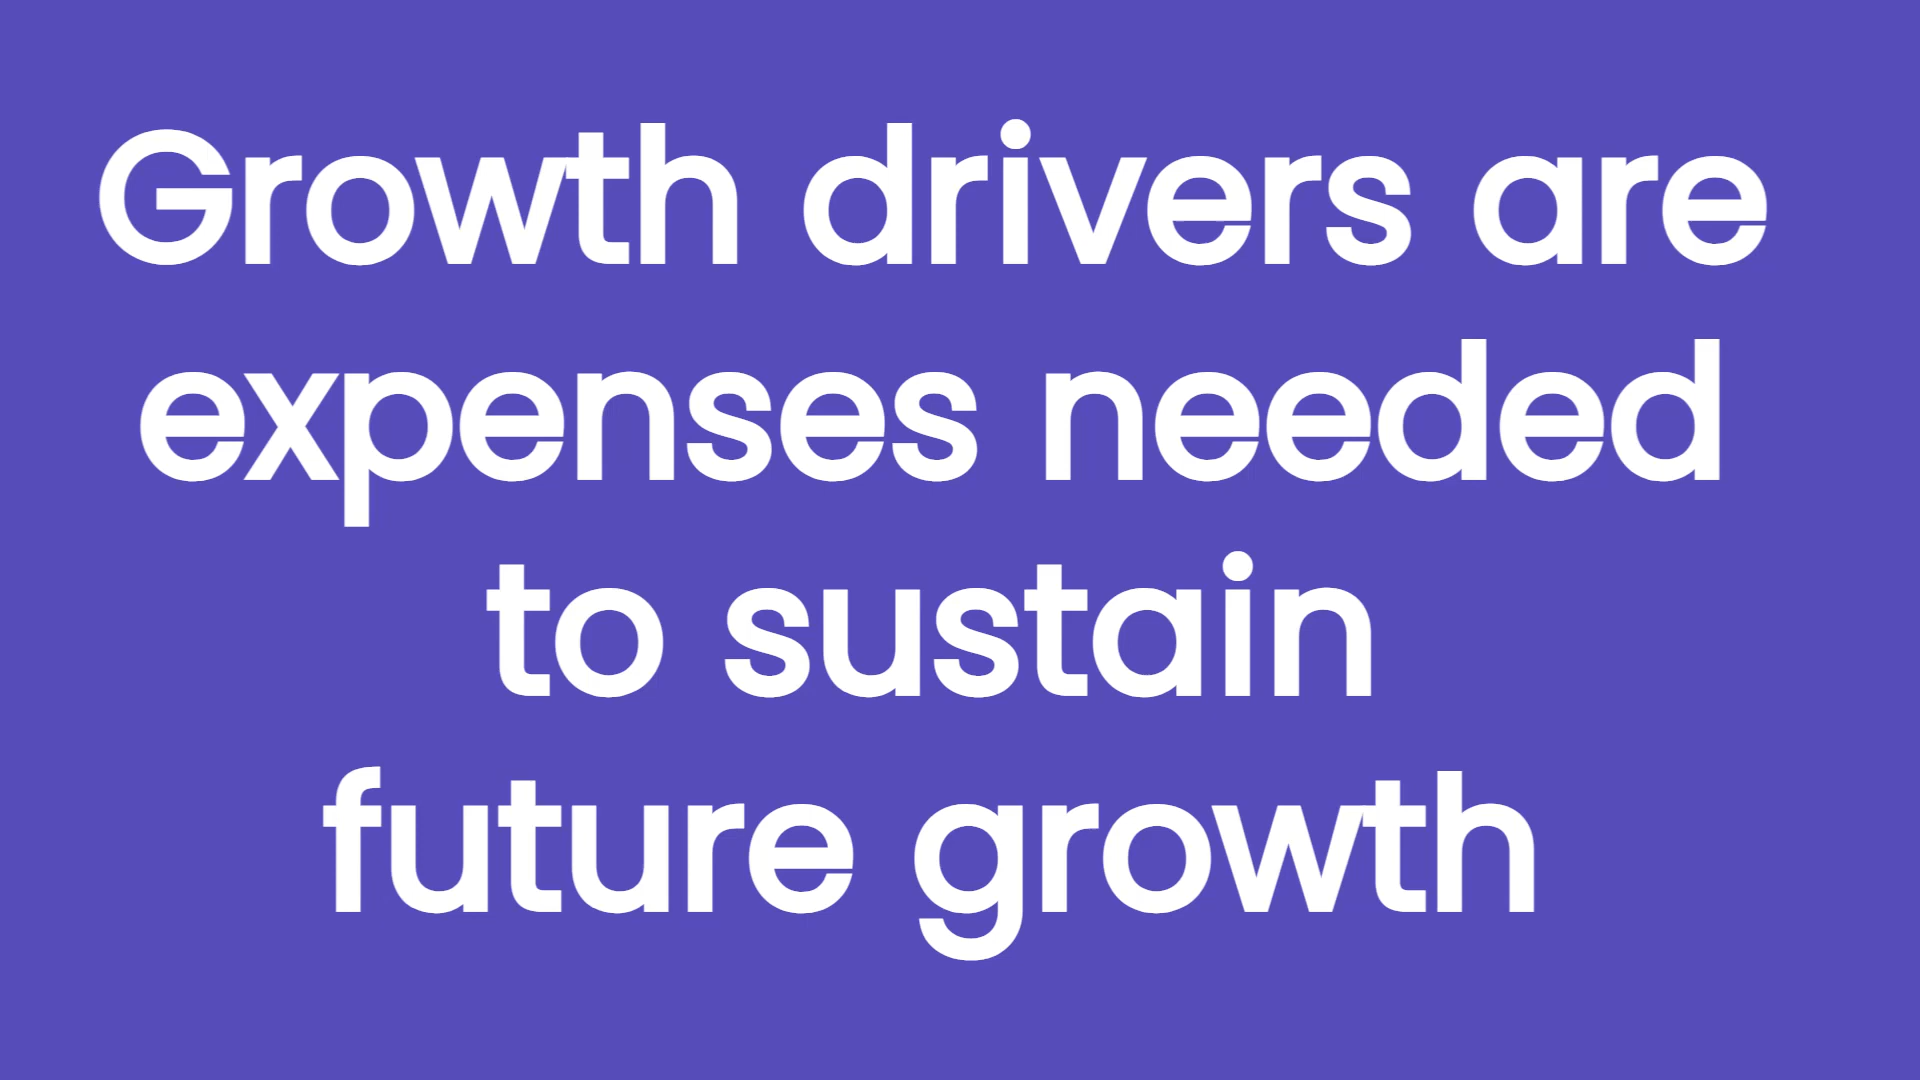 Growth drivers are
expenses needed
to sustain
future growth